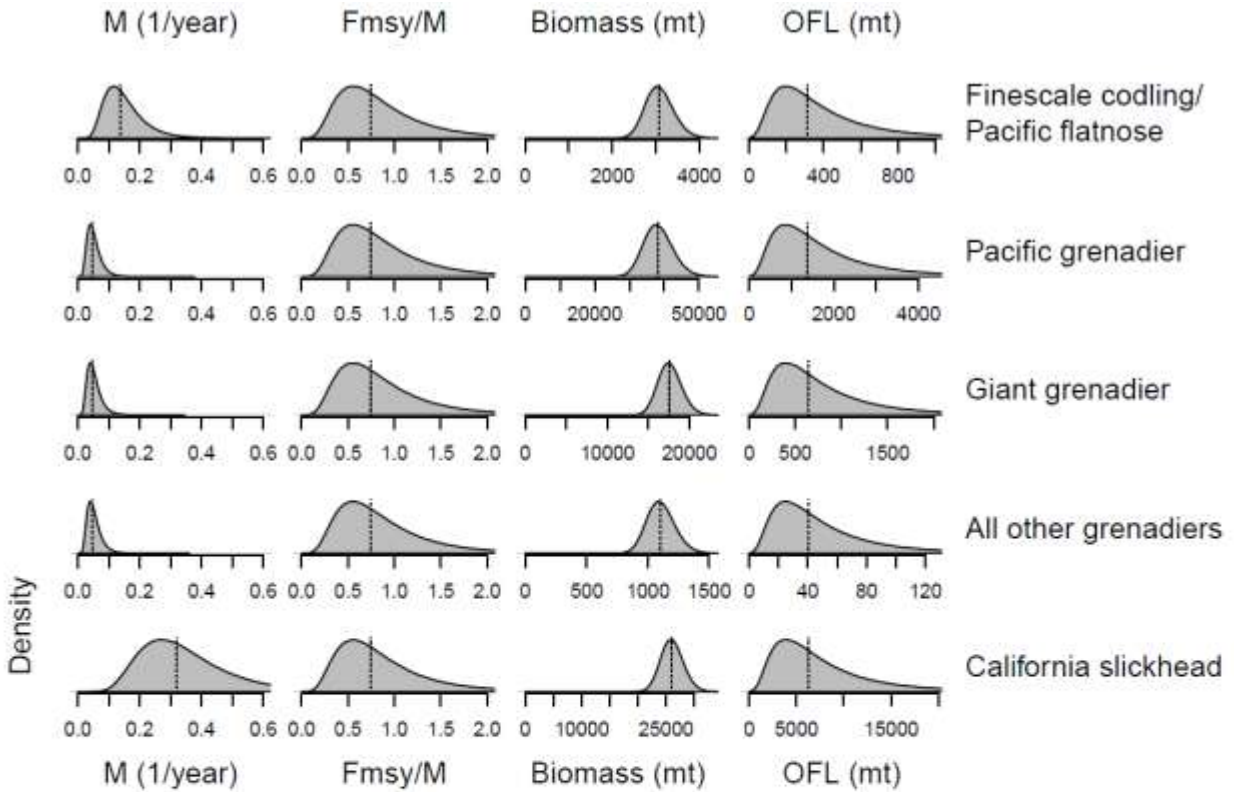 M (1/year) Fmsy/M Biomass (mt) OFL (mt)
Finescale codling/
Pacific flatnose
0.0 0.2 0.4 0.6 0.0 0.5 1.0 1.5 2.0 0 2000 4000 0 400 800
Pacific grenadier
0.0 0.2 0.4 0.6 0.0 0.5 1.0 1.5 2.0 0 20000 50000 0 2000 4000
Giant grenadier
0.0 0.2 0.4 0.6 0.0 0.5 1.0 1.5 2.0 0 10000 20000 0 500 1500
All other grenadiers
0.0 0.2 0.4 0.6 0.0 0.5 1.0 1.5 2.0 0 500 1000 1500 0 40 80 120
Density
California slickhead
0.0 0.2 0.4 0.6 0.0 0.5 1.0 1.5 2.0 0 10000 25000 0 5000 15000
M (1/year) Fmsy/M Biomass (mt) OFL (mt)